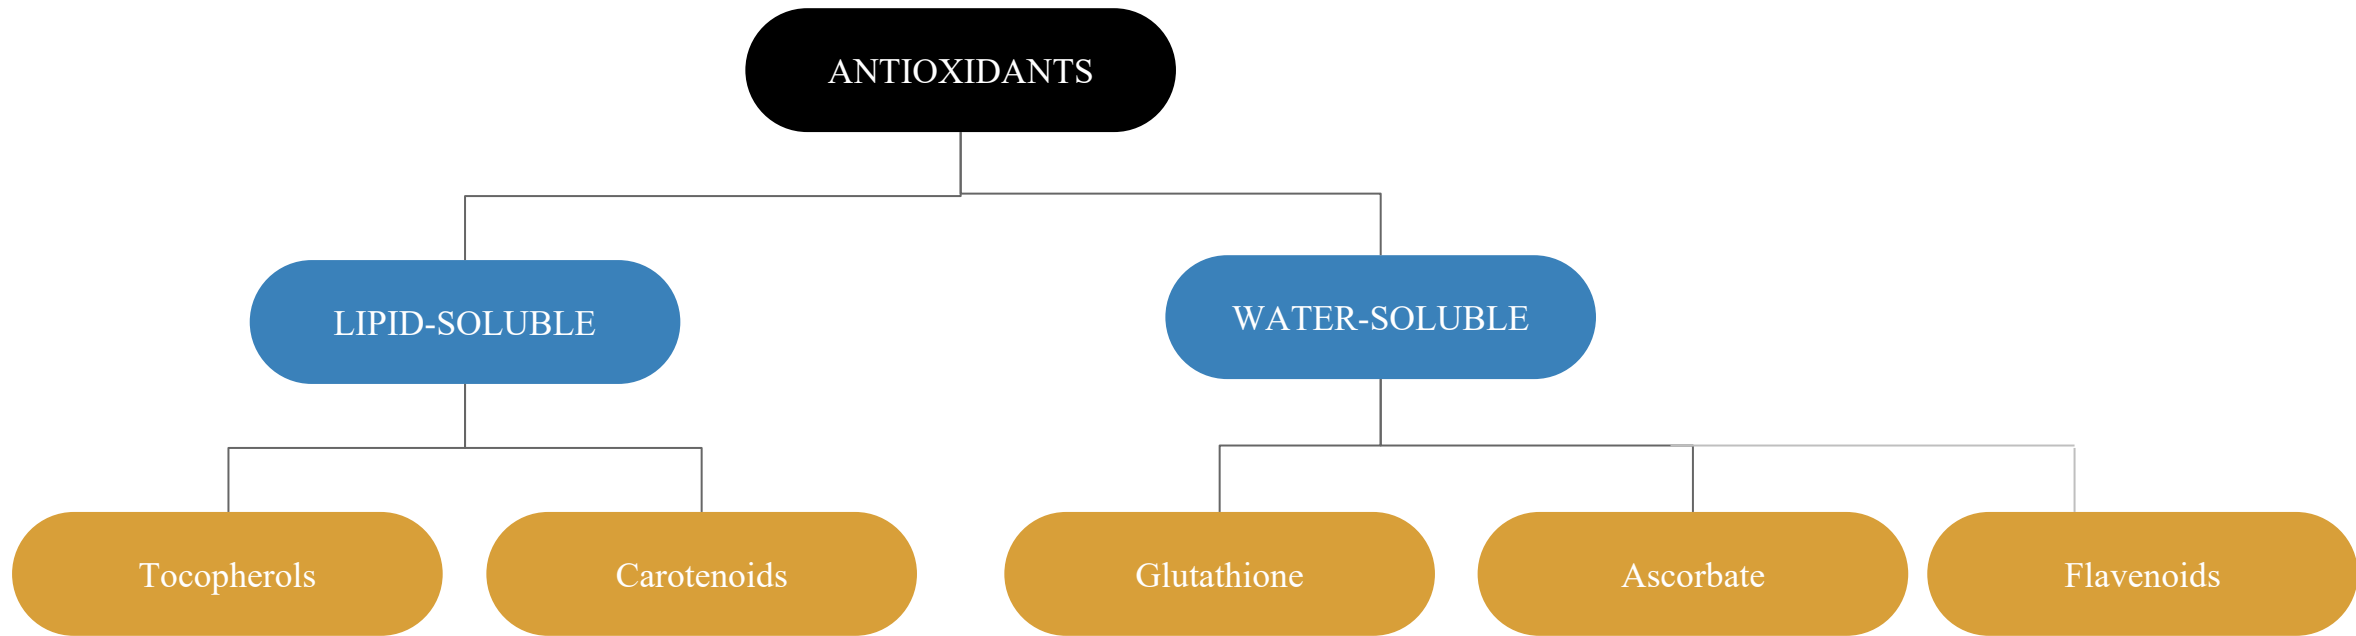 ANTIOXIDANTS
LIPID-SOLUBLE
WATER-SOLUBLE
Tocopherols
Carotenoids
Glutathione
Ascorbate
Flavenoids